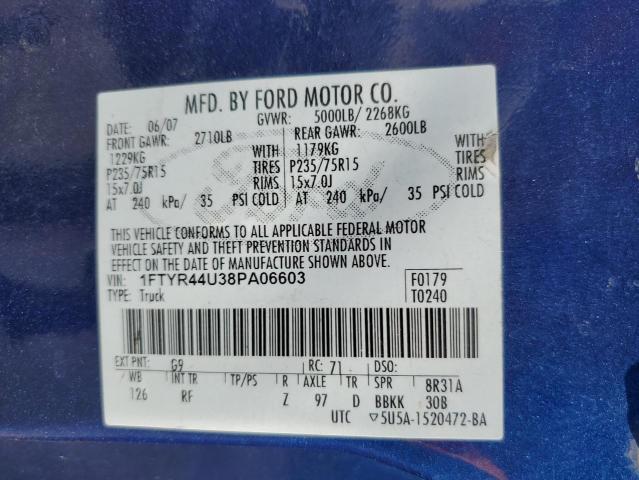 MFD. BY FORD MOTOR CO.
DATE: 06/07 GVWR: 5000LB/ 2268KG
FRONT GAWR: 2710LB REAR GAWR: 2600LB
1229KG WITH 1179KG WITH
P235/75R15 TIRES P235/75R15 TIRES
15x7.0J RIMS 15x7.0J RIMS
AT 240 kPa/ 35 PSI COLD AT 240 kPa/ 35 PSI COLD
Ford
THIS VEHICLE CONFORMS TO ALL APPLICABLE FEDERAL MOTOR
VEHICLE SAFETY AND THEFT PREVENTION STANDARDS IN
EFFECT ON THE DATE OF MANUFACTURE SHOWN ABOVE.
VIN: 1FTYR44U38PA06603 F0179
TYPE: Truck T0240
EXT PNT: G9 RC: 71 DSO:
WB INT TR TP/PS R AXLE TR SPR 8R31A
126 RF Z 97 D BBKK 30B
UTC ▽5U5A-1520472-BA